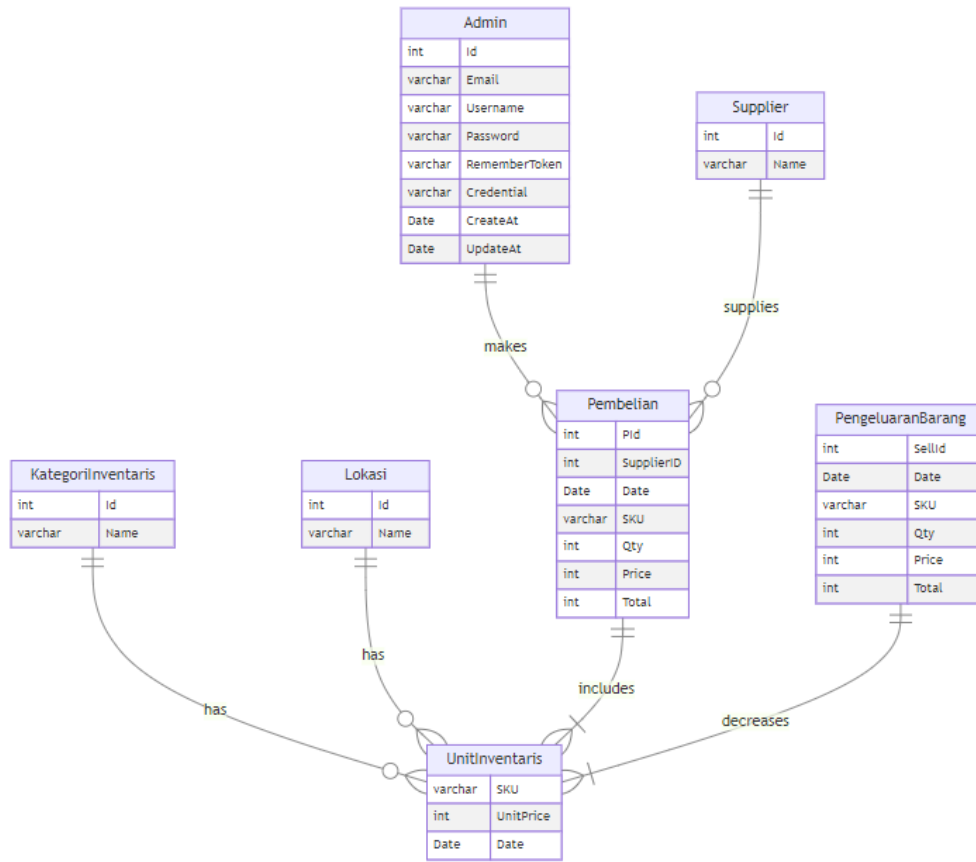 Admin
int Id
varchar Email
varchar Username
varchar Password
varchar RememberToken
varchar Credential
Date CreateAt
Date UpdateAt
Supplier
int Id
varchar Name
makes
supplies
Pembelian
int PId
int SupplierID
Date Date
varchar SKU
int Qty
int Price
int Total
PengeluaranBarang
int SellId
Date Date
varchar SKU
int Qty
int Price
int Total
KategoriInventaris
int Id
varchar Name
Lokasi
int Id
varchar Name
has
has
includes
decreases
UnitInventaris
varchar SKU
int UnitPrice
Date Date